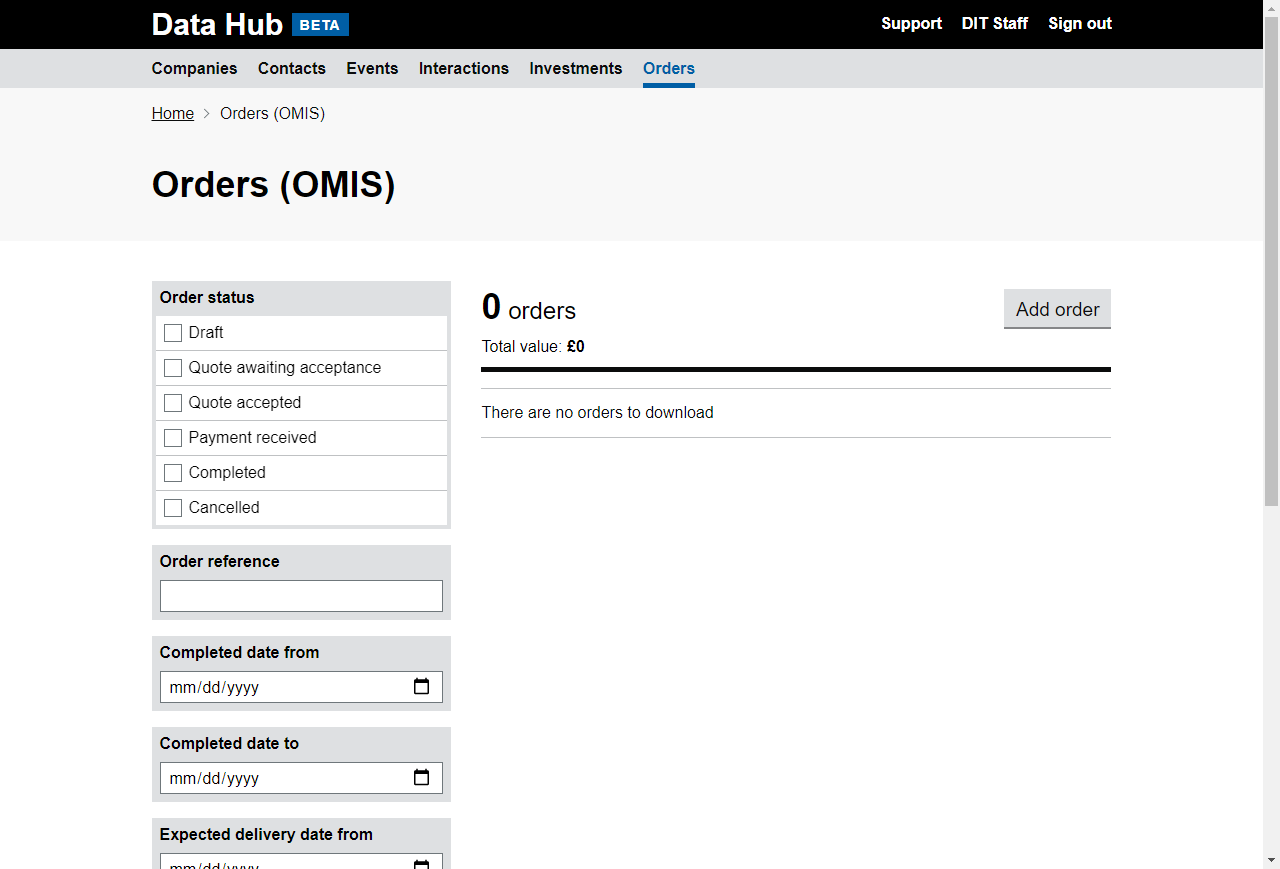 Data Hub BETA
Support DIT Staff Sign out
Companies Contacts Events Interactions Investments Orders
Home Orders (OMIS)
Orders (OMIS)
Order status
Draft
Quote awaiting acceptance
Quote accepted
Payment received
Completed
Cancelled
Order reference
Completed date from
mm/dd/yyyy
Completed date to
mm/dd/yyyy
Expected delivery date from
mm/dd/yyyy
0 orders
Add order
Total value: £0
There are no orders to download